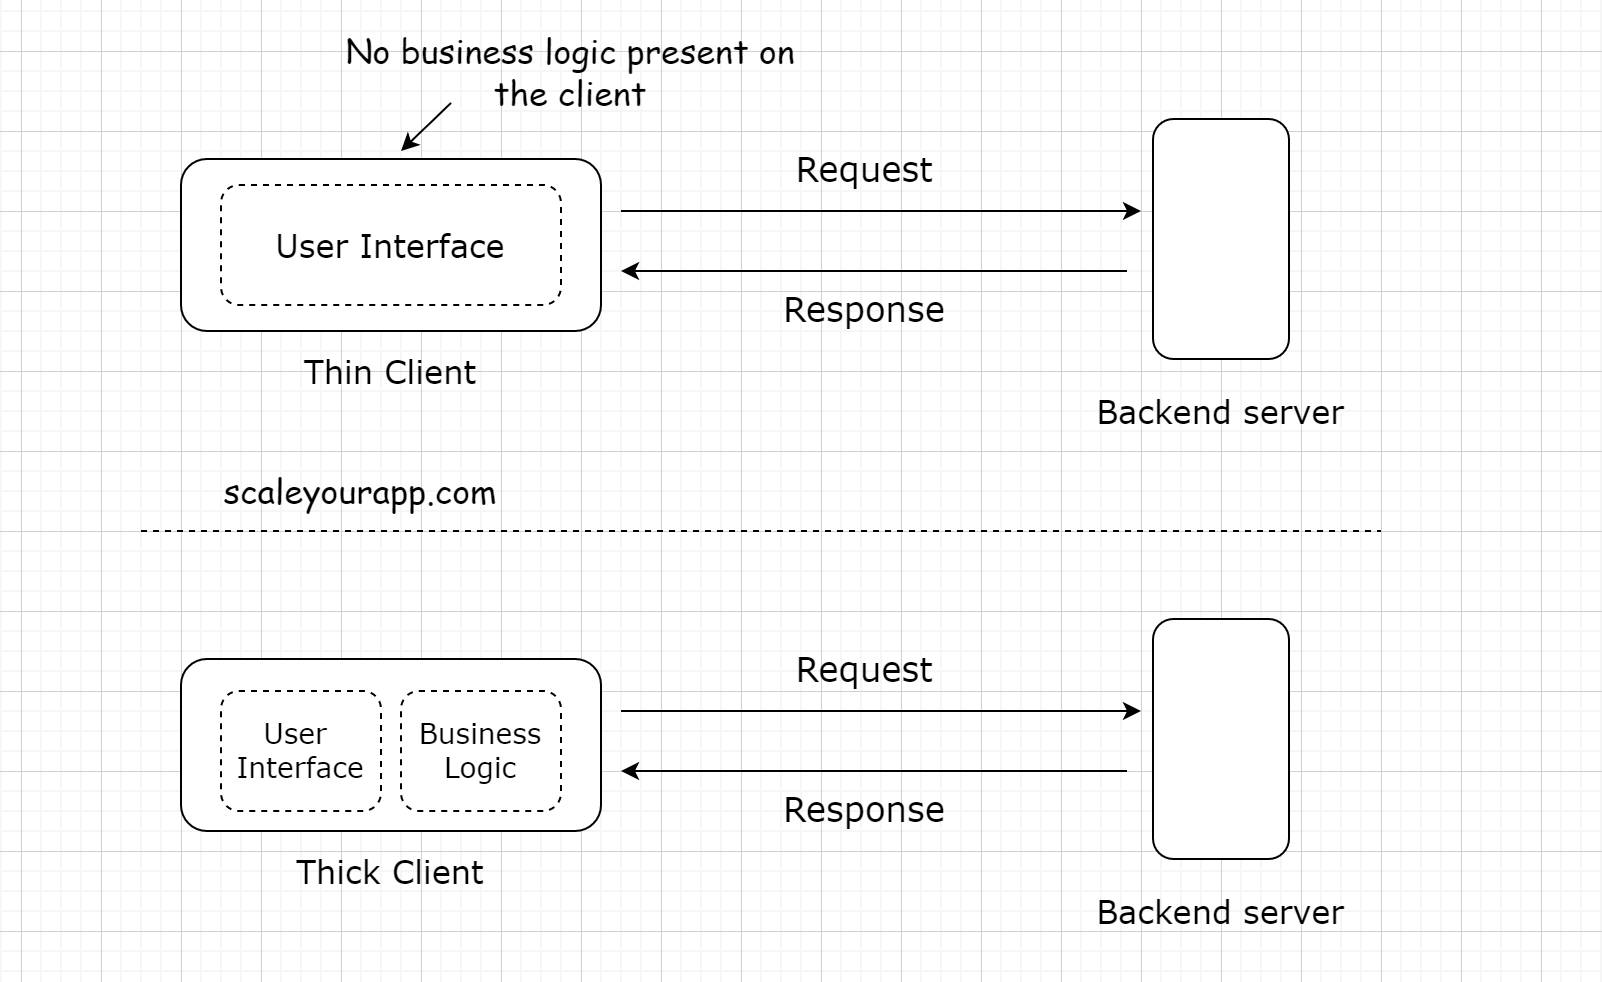 No business logic present on
the client
Request
User Interface
Response
Thin Client
Backend server
scaleyourapp.com
Request
User
Interface
Business
Logic
Response
Thick Client
Backend server